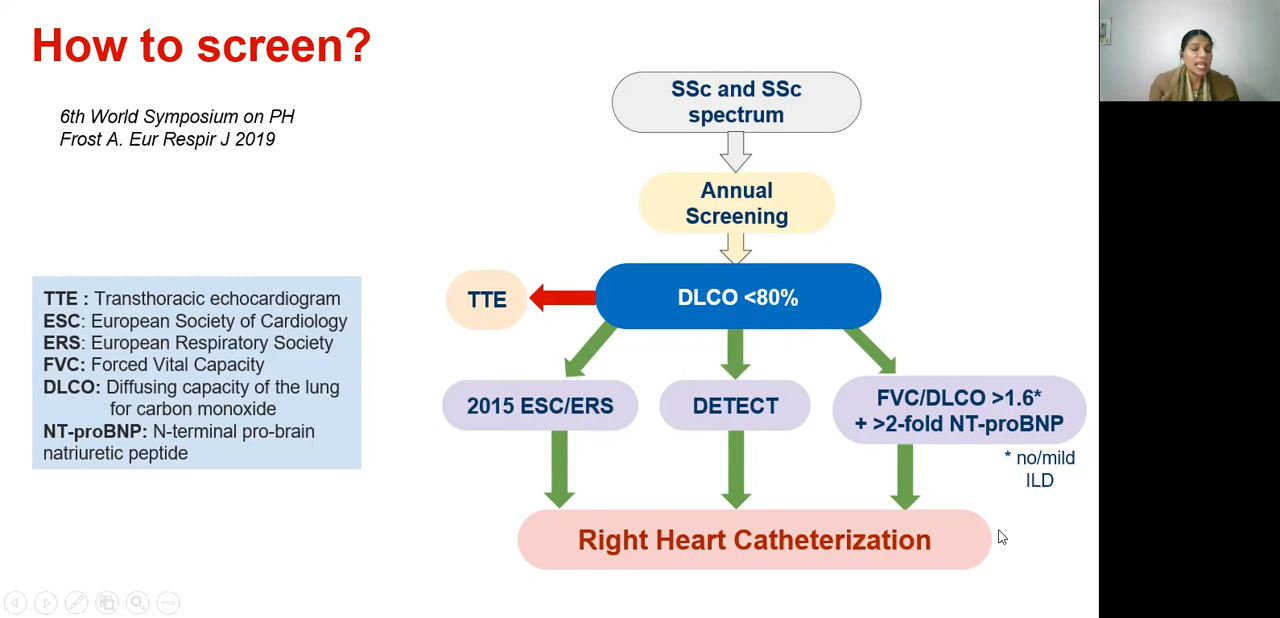 How to screen?
6th World Symposium on PH
Frost A. Eur Respir J 2019
TTE : Transthoracic echocardiogram
ESC: European Society of Cardiology
ERS: European Respiratory Society
FVC: Forced Vital Capacity
DLCO: Diffusing capacity of the lung
for carbon monoxide
NT-proBNP: N-terminal pro-brain
natriuretic peptide
SSc and SSc
spectrum
Annual
Screening
TTE
DLCO <80%
2015 ESC/ERS
DETECT
FVC/DLCO >1.6*
+ >2-fold NT-proBNP
* no/mild
ILD
Right Heart Catheterization